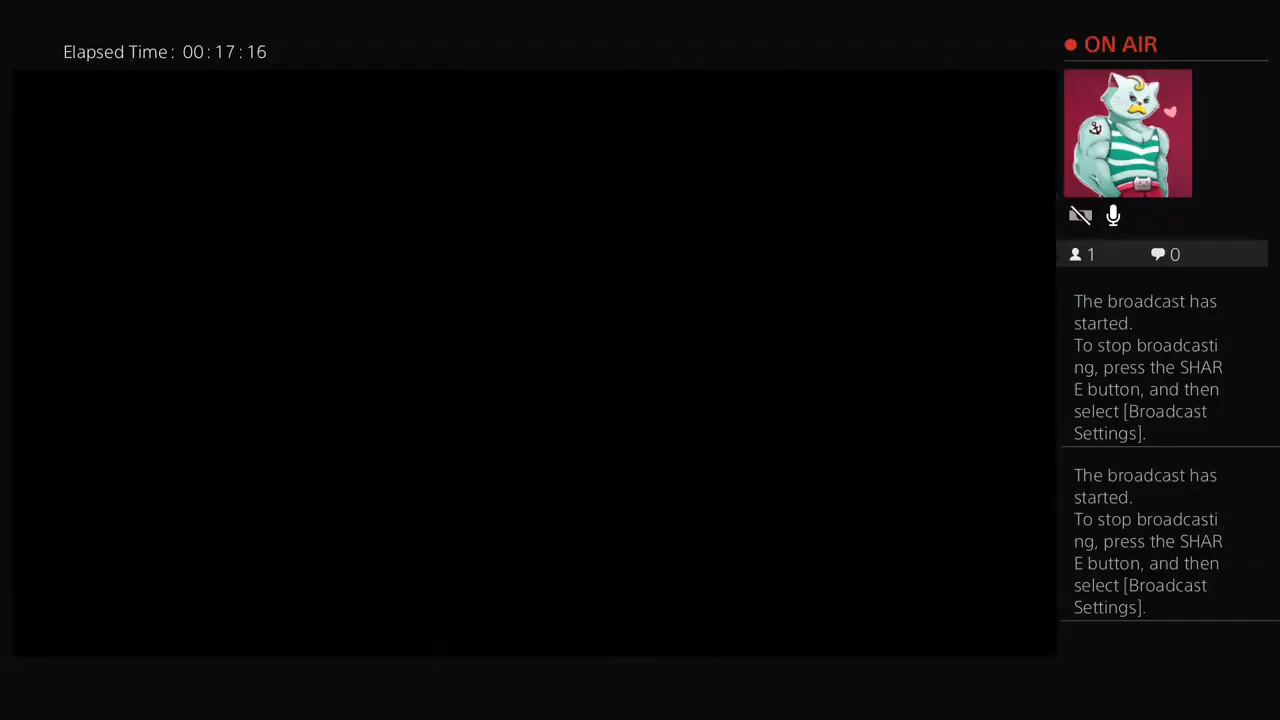 Elapsed Time: 00:17:16
ON AIR
1 0
The broadcast has
started.
To stop broadcasti
ng, press the SHAR
E button, and then
select [Broadcast
Settings].
The broadcast has
started.
To stop broadcasti
ng, press the SHAR
E button, and then
select [Broadcast
Settings].